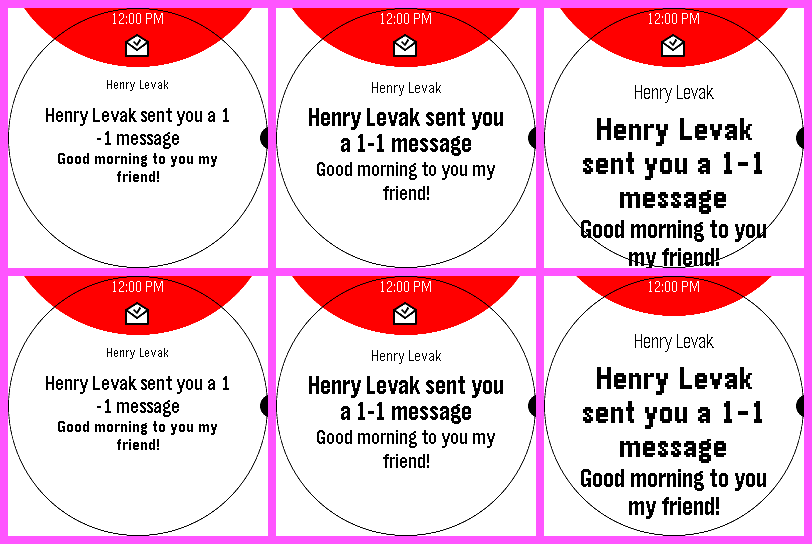 12:00 PM
Henry Levak
Henry Levak sent you a 1
-1 message
Good morning to you my
friend!
12:00 PM
Henry Levak
Henry Levak sent you
a 1-1 message
Good morning to you my
friend!
12:00 PM
Henry Levak
Henry Levak
sent you a 1-1
message
Good morning to you
my friend!
12:00 PM
Henry Levak
Henry Levak sent you a 1
-1 message
Good morning to you my
friend!
12:00 PM
Henry Levak
Henry Levak sent you
a 1-1 message
Good morning to you my
friend!
12:00 PM
Henry Levak
Henry Levak
sent you a 1-1
message
Good morning to you
my friend!